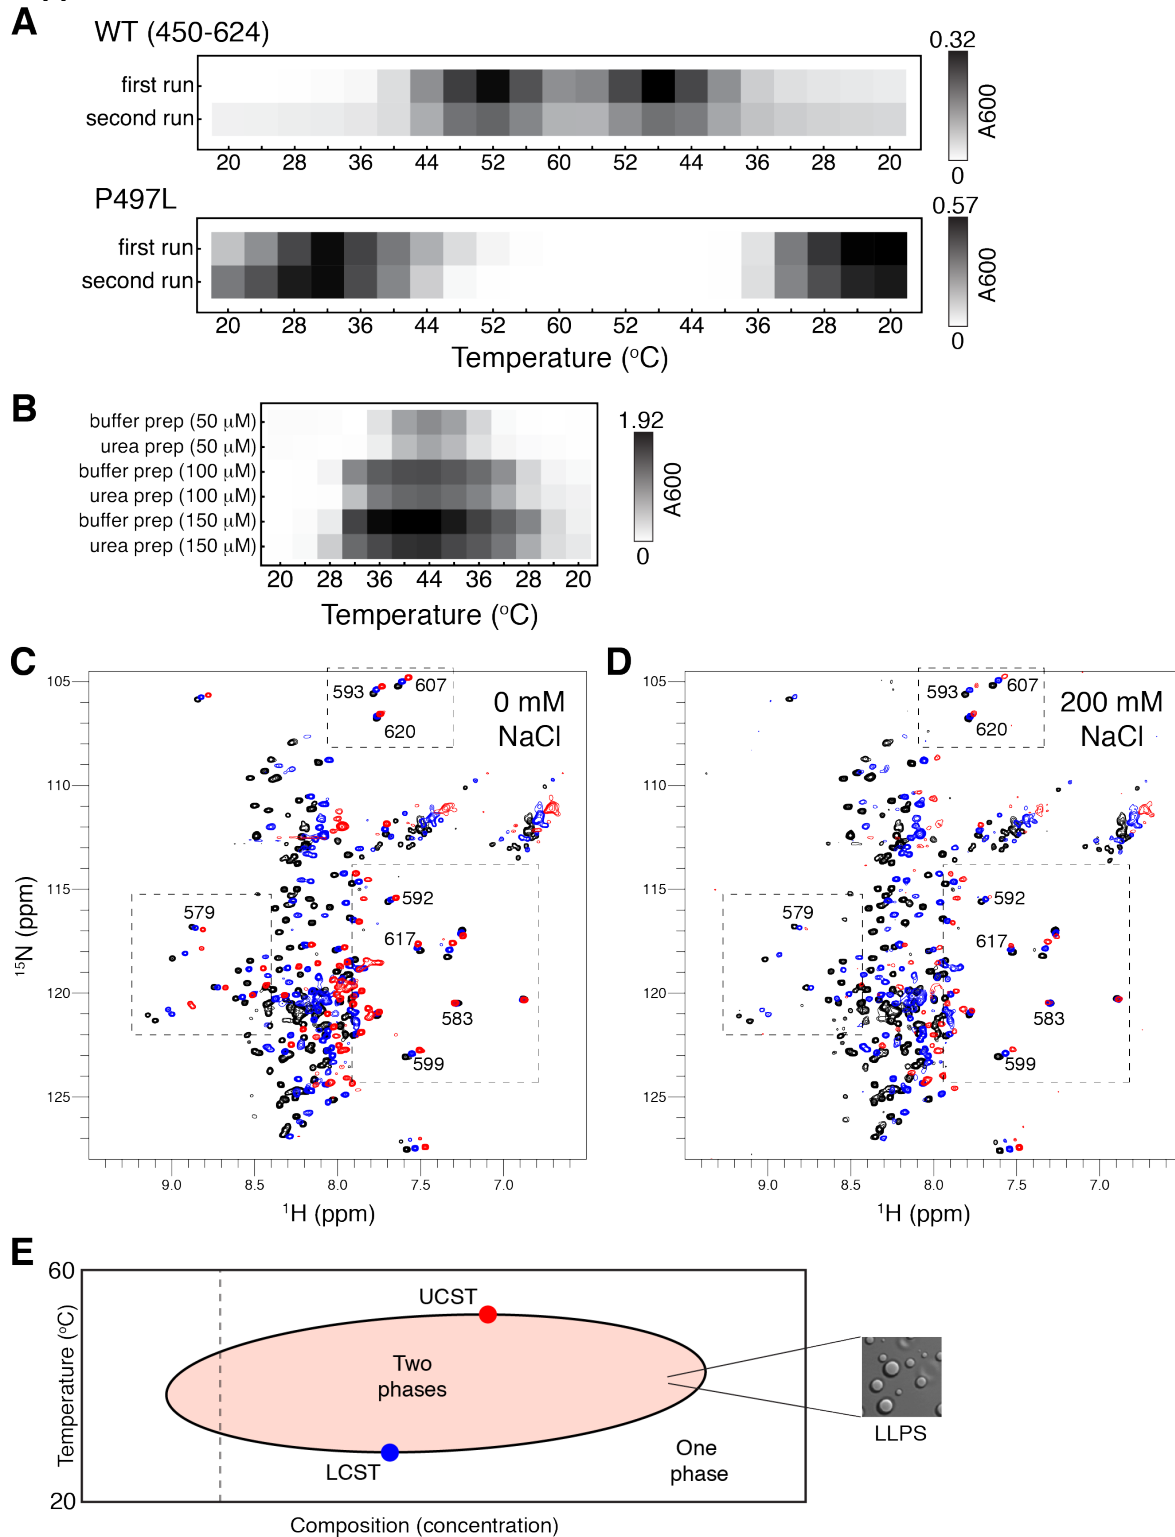 A
WT (450-624)
0.32
first run
second run
A600
0
20 28 36 44 52 60 52 44 36 28 20
P497L
0.57
first run
second run
A600
0
20 28 36 44 52 60 52 44 36 28 20
Temperature (oC)
B
buffer prep (50 μM)
urea prep (50 μM)
buffer prep (100 μM)
urea prep (100 μM)
buffer prep (150 μM)
urea prep (150 μM)
1.92
A600
0
20 28 36 44 36 28 20
Temperature (oC)
C
105
110
115
120
125
15N (ppm)
593
607
620
0 mM
NaCl
579
592
617
583
599
9.0 8.5 8.0 7.5 7.0
1H (ppm)
D
105
110
115
120
125
593
607
620
200 mM
NaCl
579
592
617
583
599
9.0 8.5 8.0 7.5 7.0
1H (ppm)
E
60
20
Temperature (oC)
UCST
Two
phases
LCST
One
phase
LLPS
Composition (concentration)